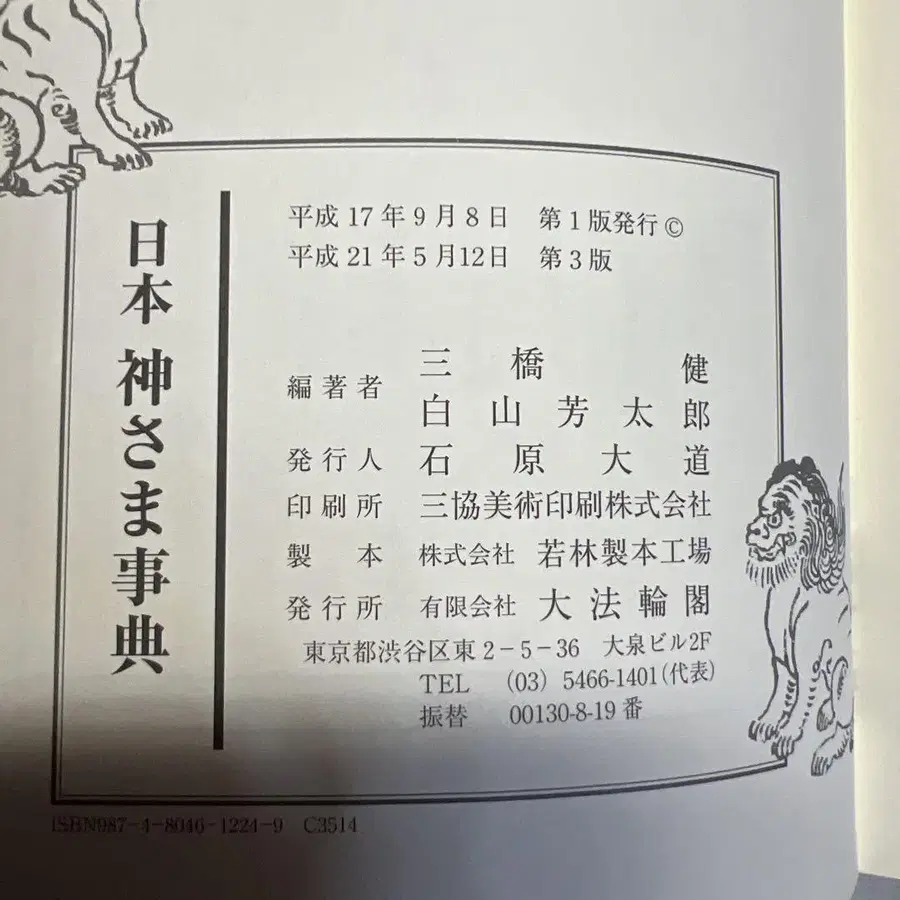 日本 神さま事典
平成17年9月8日 第1版発行 ©
平成21年5月12日 第3版
編著者 三橋 健
白山芳太郎
発行人 石原大道
印刷所 三協美術印刷株式会社
製本 株式会社 若林製本工場
発行所 有限会社 大法輪閣
東京都渋谷区東2-5-36 大泉ビル2F
TEL (03) 5466-1401(代表)
振替 00130-8-19番
ISBN987-4-8046-1224-9 C3514